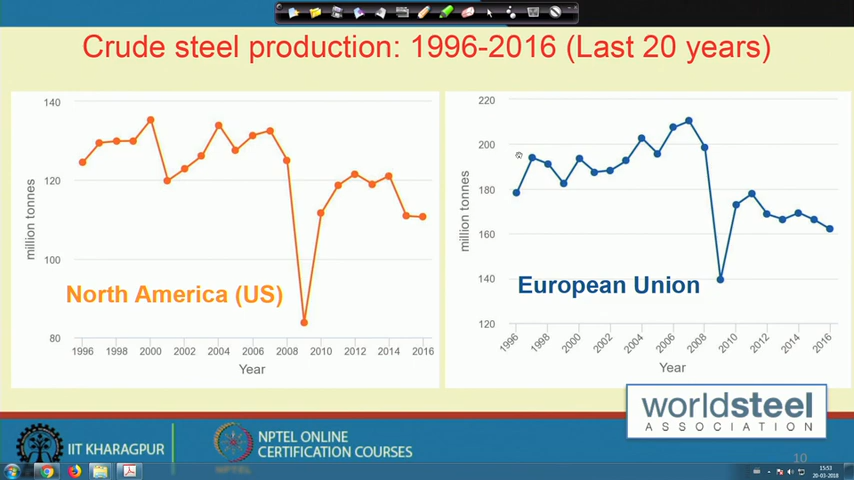 Crude steel production: 1996-2016 (Last 20 years)
140
120
100
80
million tonnes
North America (US)
1996 1998 2000 2002 2004 2006 2008 2010 2012 2014 2016
Year
220
200
180
160
140
120
million tonnes
European Union
1996 1998 2000 2002 2004 2006 2008 2010 2012 2014 2016
Year
worldsteel
ASSOCIATION
IIT KHARAGPUR
NPTEL ONLINE
CERTIFICATION COURSES
NPTEL
10
15:53
20-03-2018